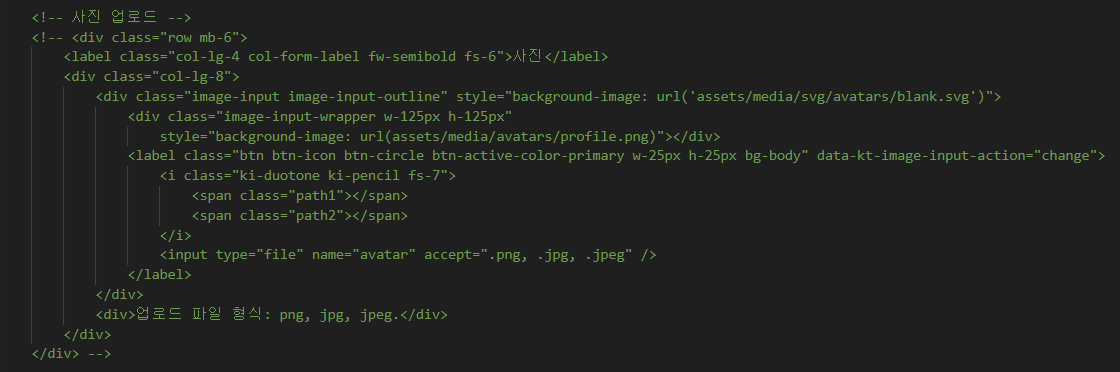 <!-- 사진 업로드 -->
<!-- <div class="row mb-6">
<label class="col-lg-4 col-form-label fw-semibold fs-6">사진</label>
<div class="col-lg-8">
<div class="image-input image-input-outline" style="background-image: url('assets/media/svg/avatars/blank.svg')">
<div class="image-input-wrapper w-125px h-125px"
style="background-image: url(assets/media/avatars/profile.png)"></div>
<label class="btn btn-icon btn-circle btn-active-color-primary w-25px h-25px bg-body" data-kt-image-input-action="change">
<i class="ki-duotone ki-pencil fs-7">
<span class="path1"></span>
<span class="path2"></span>
</i>
<input type="file" name="avatar" accept=".png, .jpg, .jpeg" />
</label>
</div>
<div>업로드 파일 형식: png, jpg, jpeg.</div>
</div>
</div> -->